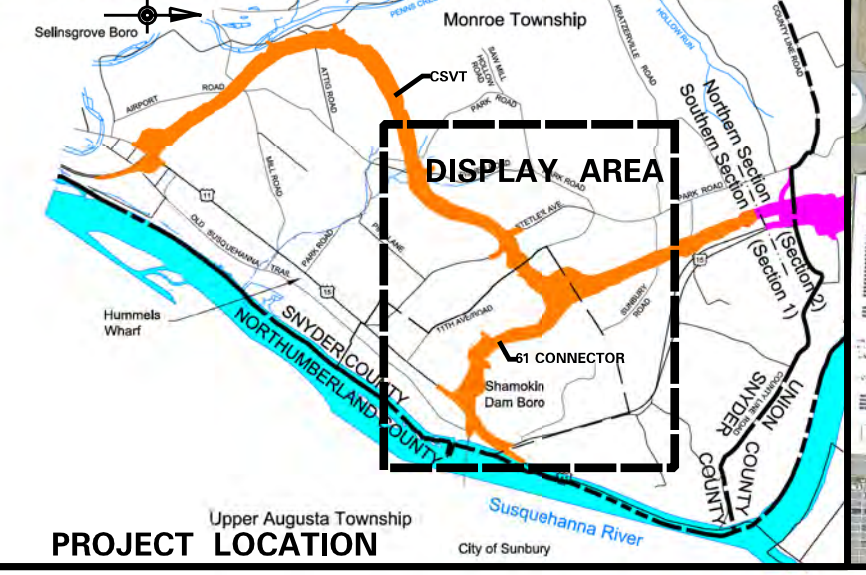 Selinsgrove Boro
PENNS CREEK
Monroe Township
KRATZERVILLE ROAD
HOLLOW RUN
COUNTY LINE ROAD
CSVT
SAW MILL
HOLLOW
ROAD
PARK ROAD
ATTIG ROAD
AIRPORT ROAD
Northern Section
Southern Section
DISPLAY AREA
PARK ROAD
PARK ROAD
MILL ROAD
11
STETLER AVE.
OLD SUSQUEHANNA TRAIL
PARK ROAD
LANE
15
15
(Section 2)
(Section 1)
SUNBURY
ROAD
11TH AVE/ROAD
Hummels
Wharf
SNYDER COUNTY
NORTHUMBERLAND COUNTY
61 CONNECTOR
Shamokin
Dam Boro
UNION COUNTY
COUNTY LINE ROAD
SNYDER COUNTY
Upper Augusta Township
Susquehanna River
PROJECT LOCATION
City of Sunbury